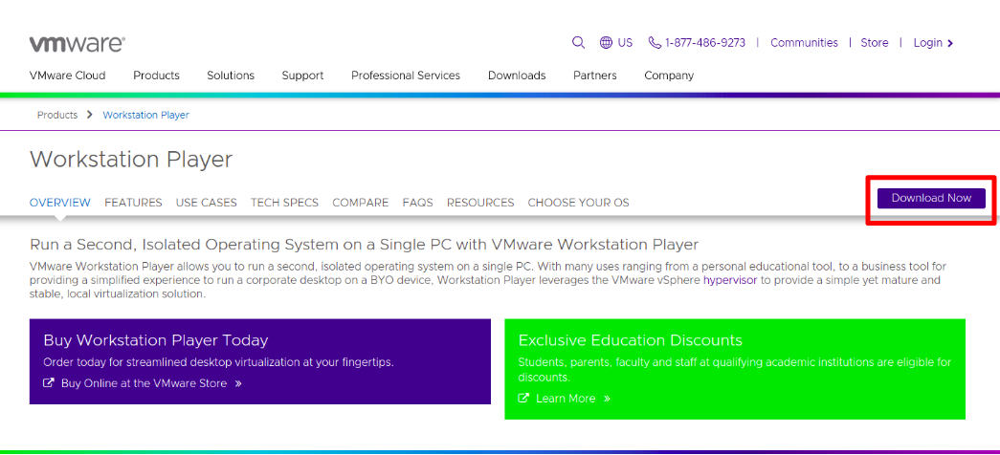 vmware®
US 1-877-486-9273 | Communities | Store | Login >
VMware Cloud Products Solutions Support Professional Services Downloads Partners Company
Products > Workstation Player
Workstation Player
OVERVIEW FEATURES USE CASES TECH SPECS COMPARE FAQS RESOURCES CHOOSE YOUR OS Download Now
Run a Second, Isolated Operating System on a Single PC with VMware Workstation Player
VMware Workstation Player allows you to run a second, isolated operating system on a single PC. With many uses ranging from a personal educational tool, to a business tool for
providing a simplified experience to run a corporate desktop on a BYO device, Workstation Player leverages the VMware vSphere hypervisor to provide a simple yet mature and
stable, local virtualization solution.
Buy Workstation Player Today
Order today for streamlined desktop virtualization at your fingertips.
Buy Online at the VMware Store »
Exclusive Education Discounts
Students, parents, faculty and staff at qualifying academic institutions are eligible for
discounts.
Learn More »